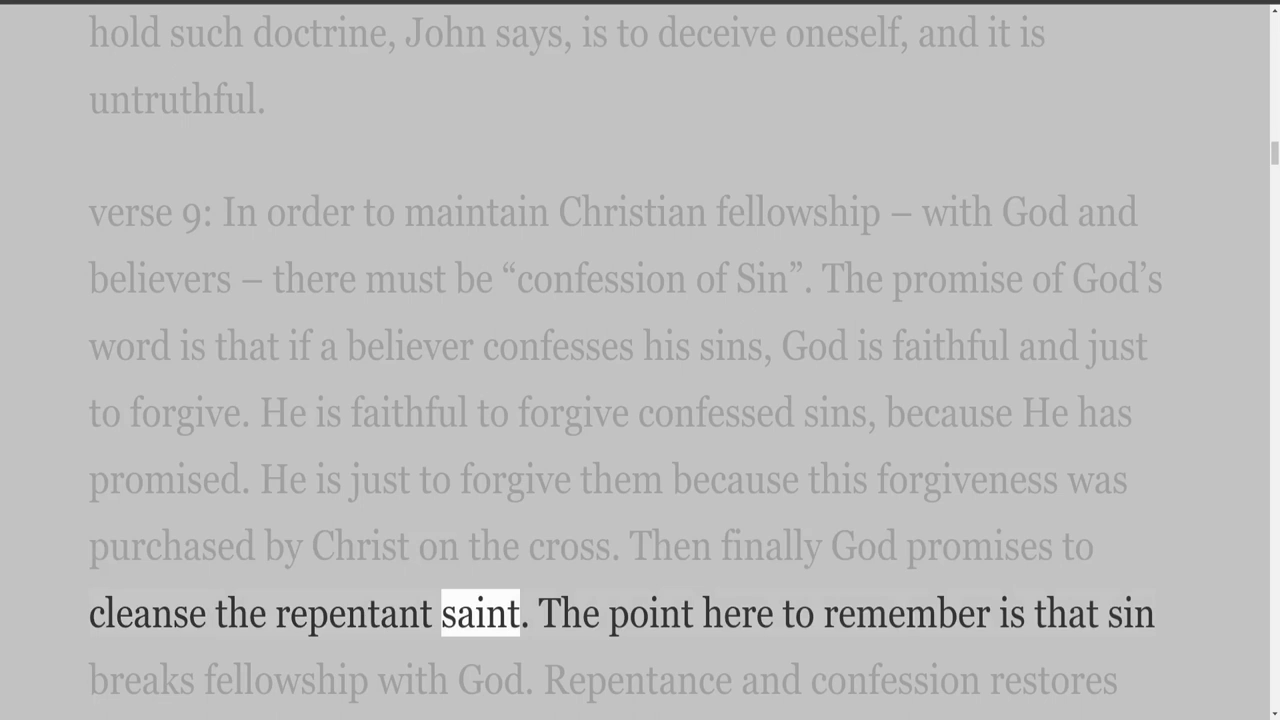 hold such doctrine, John says, is to deceive oneself, and it is
untruthful.
verse 9: In order to maintain Christian fellowship – with God and
believers – there must be “confession of Sin”. The promise of God’s
word is that if a believer confesses his sins, God is faithful and just
to forgive. He is faithful to forgive confessed sins, because He has
promised. He is just to forgive them because this forgiveness was
purchased by Christ on the cross. Then finally God promises to
cleanse the repentant saint. The point here to remember is that sin
breaks fellowship with God. Repentance and confession restores